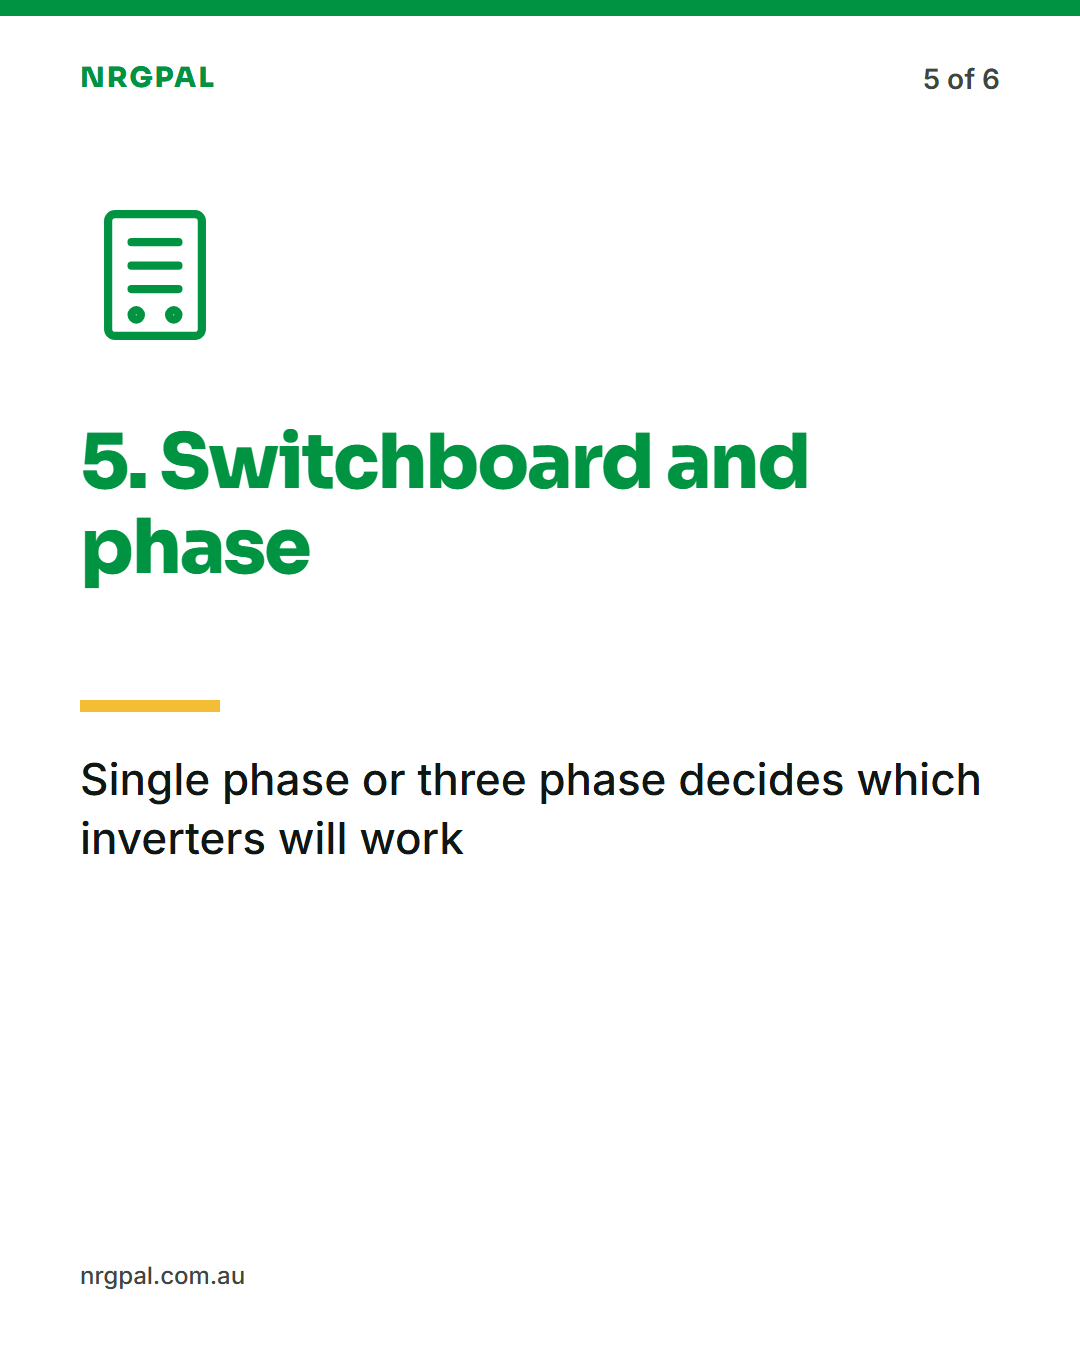 NRGPAL
5 of 6
5. Switchboard and
phase
Single phase or three phase decides which
inverters will work
nrgpal.com.au